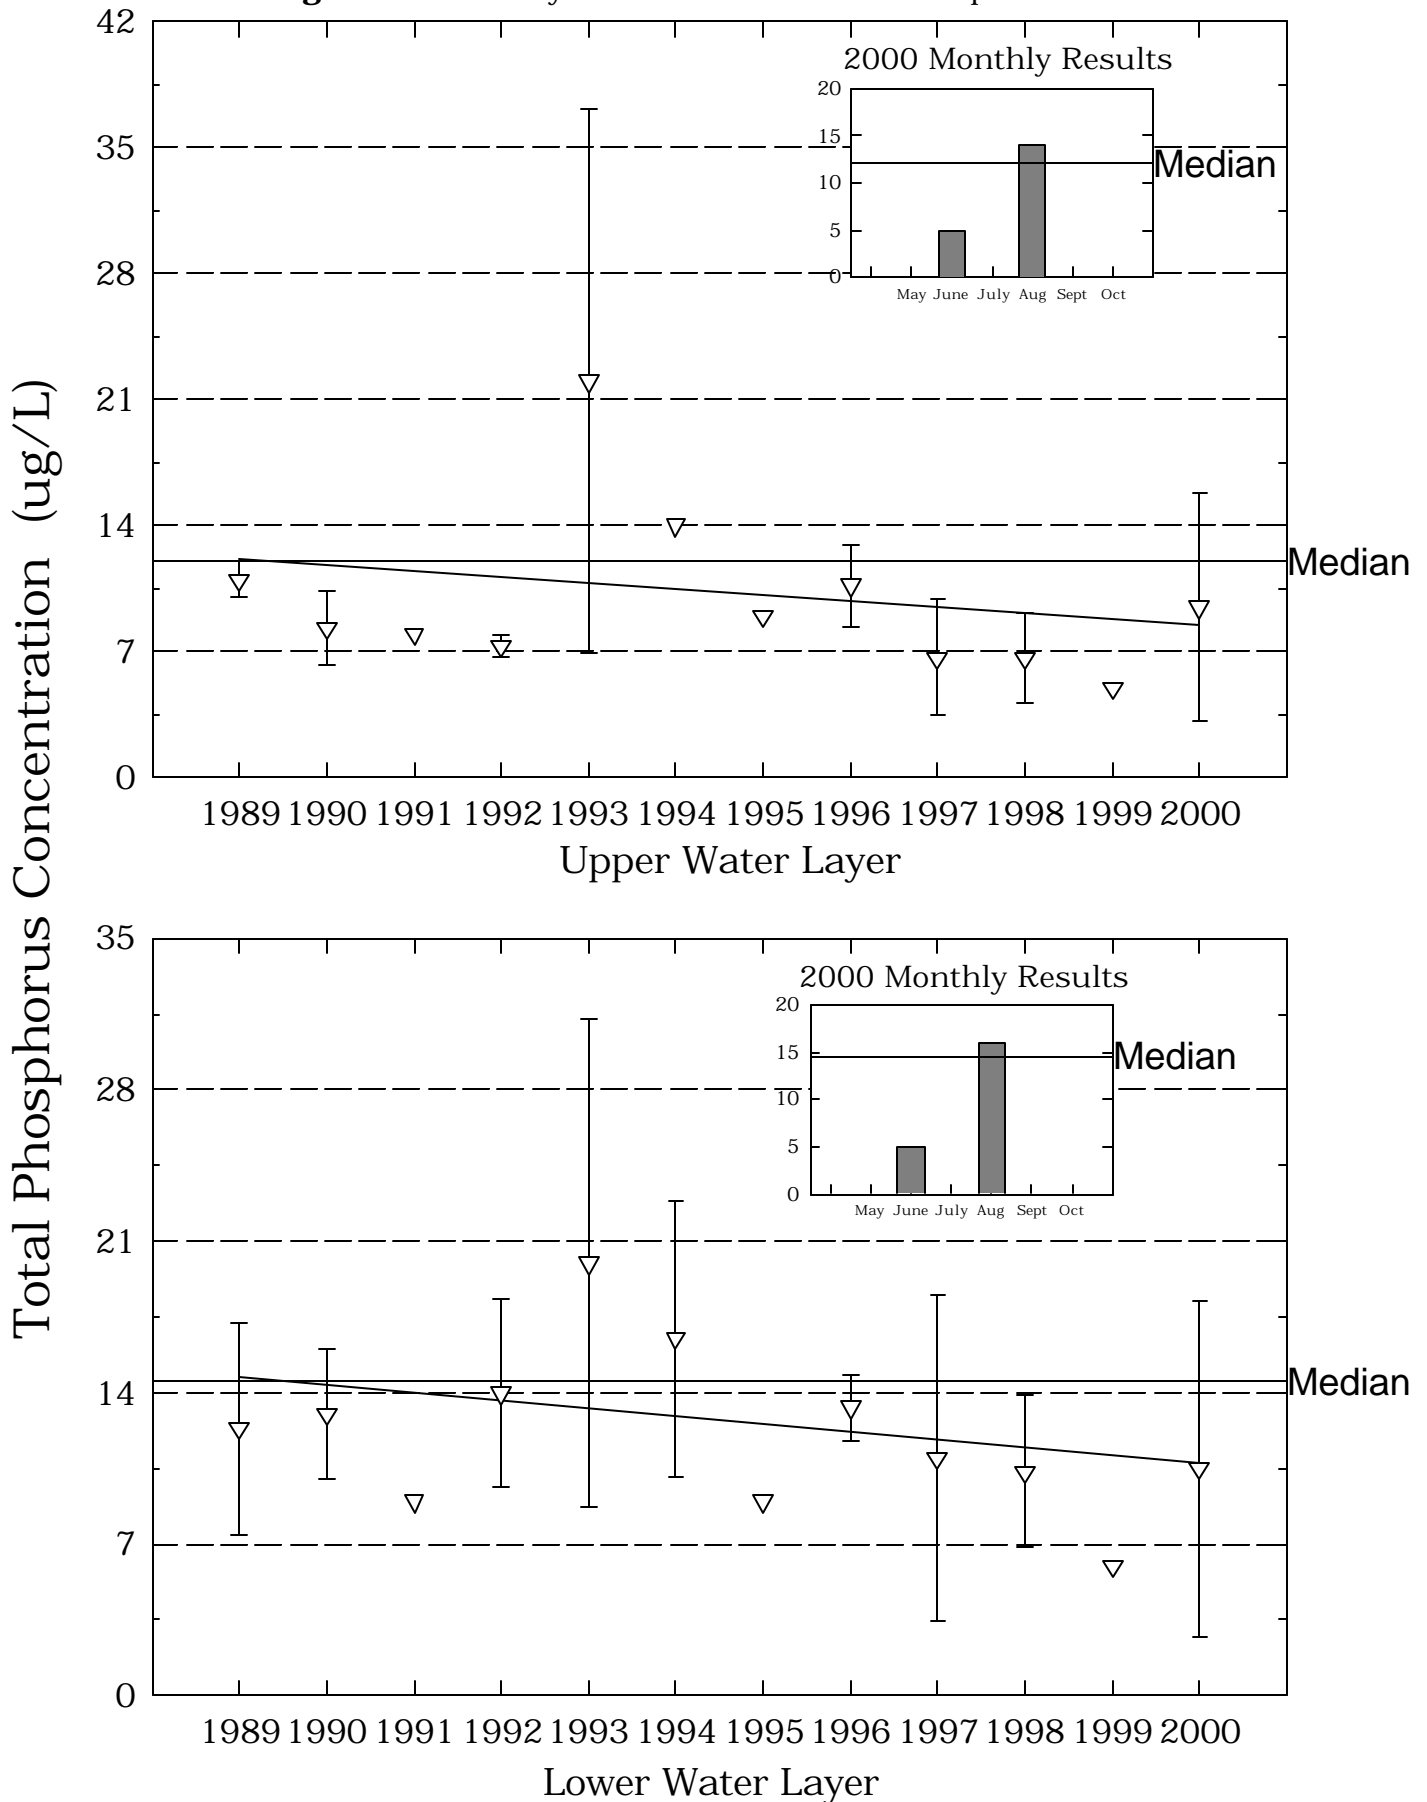 42
2000 Monthly Results
20
15
10
5
0
Median
May June July Aug Sept Oct
35
28
21
14
7
0
Median
1989 1990 1991 1992 1993 1994 1995 1996 1997 1998 1999 2000
Upper Water Layer
Total Phosphorus Concentration (ug/L)
35
2000 Monthly Results
20
15
10
5
0
Median
May June July Aug Sept Oct
28
21
14
7
0
Median
1989 1990 1991 1992 1993 1994 1995 1996 1997 1998 1999 2000
Lower Water Layer